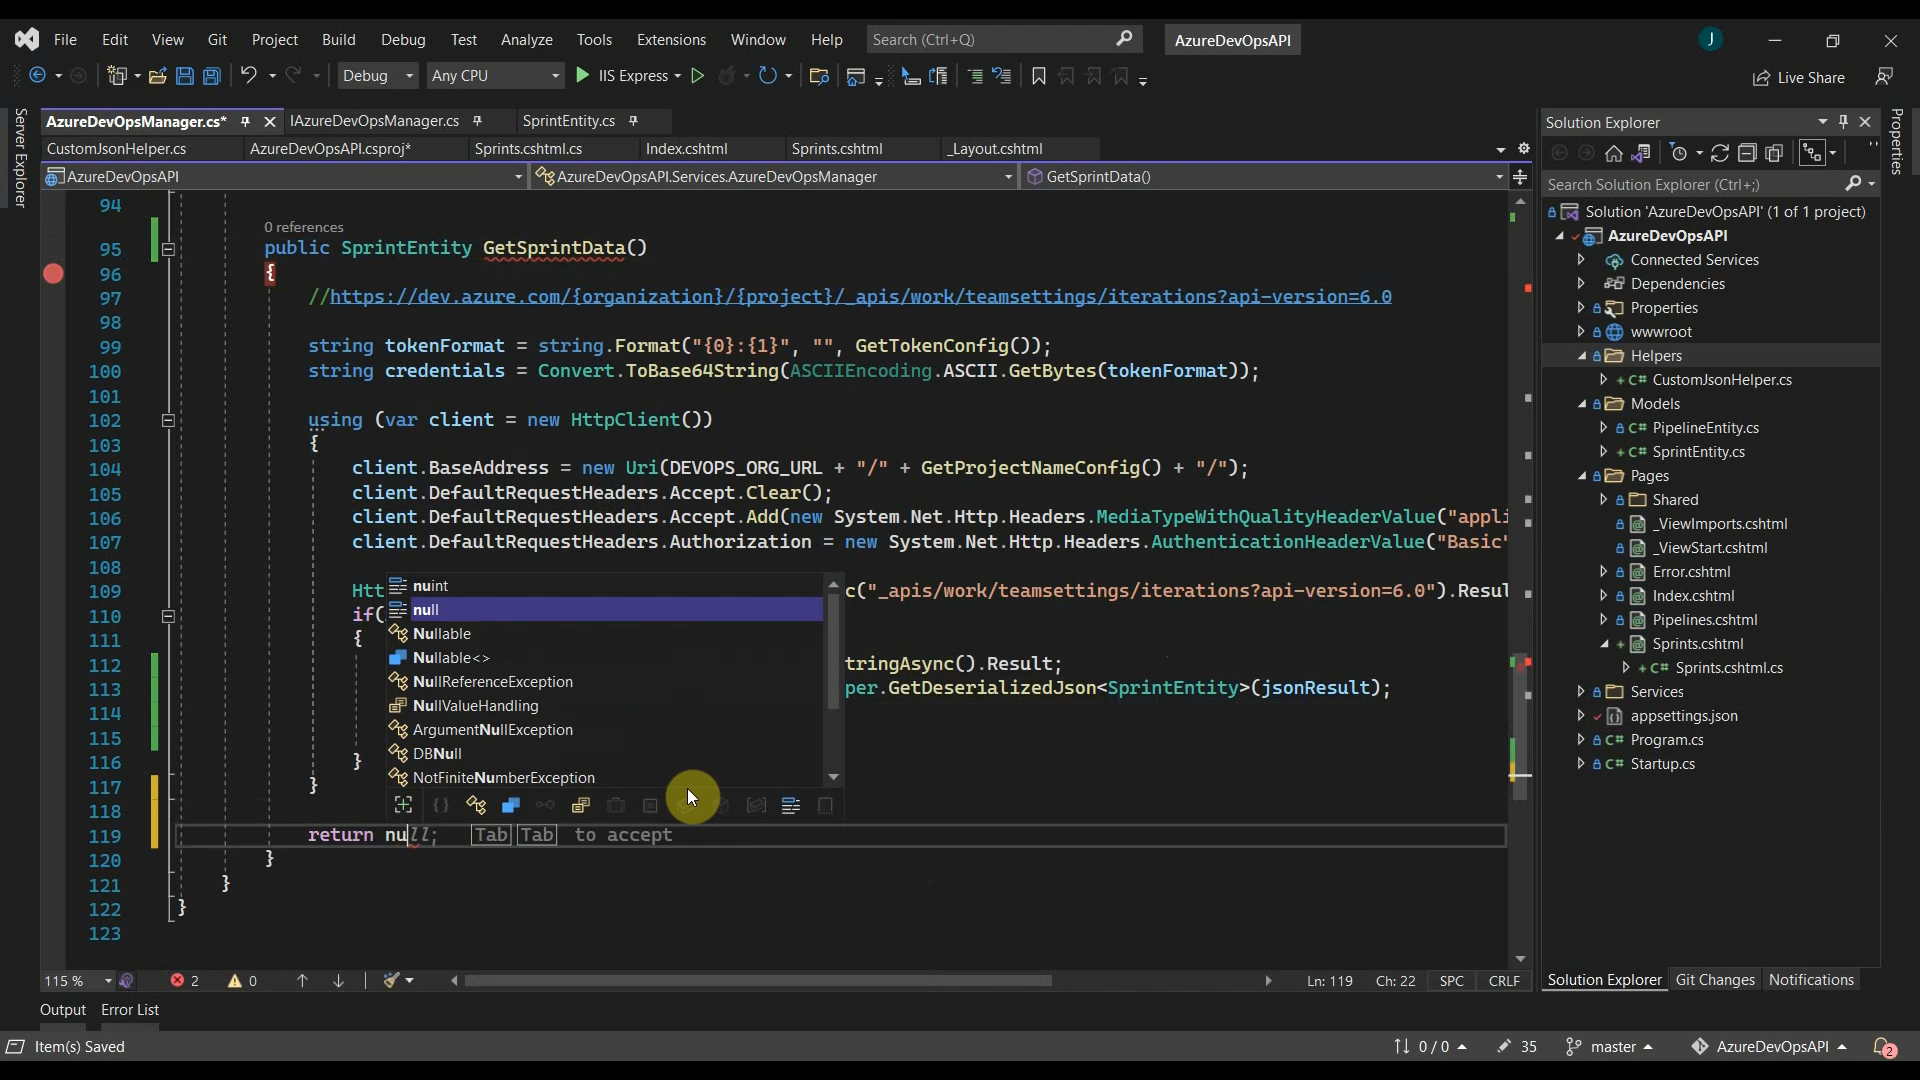 File Edit View Git Project Build Debug Test Analyze Tools Extensions Window Help Search (Ctrl+Q) AzureDevOpsAPI J
Debug Any CPU IIS Express Live Share
Server Explorer
AzureDevOpsManager.cs* IAzureDevOpsManager.cs SprintEntity.cs
CustomJsonHelper.cs AzureDevOpsAPI.csproj* Sprints.cshtml.cs Index.cshtml Sprints.cshtml _Layout.cshtml
AzureDevOpsAPI AzureDevOpsAPI.Services.AzureDevOpsManager GetSprintData()
94
0 references
95 public SprintEntity GetSprintData()
96 {
97 //https://dev.azure.com/{organization}/{project}/_apis/work/teamsettings/iterations?api-version=6.0
98
99 string tokenFormat = string.Format("{0}:{1}", "", GetTokenConfig());
100 string credentials = Convert.ToBase64String(ASCIIEncoding.ASCII.GetBytes(tokenFormat));
101
102 using (var client = new HttpClient())
103 {
104 client.BaseAddress = new Uri(DEVOPS_ORG_URL + "/" + GetProjectNameConfig() + "/");
105 client.DefaultRequestHeaders.Accept.Clear();
106 client.DefaultRequestHeaders.Accept.Add(new System.Net.Http.Headers.MediaTypeWithQualityHeaderValue("appli
107 client.DefaultRequestHeaders.Authorization = new System.Net.Http.Headers.AuthenticationHeaderValue("Basic"
108
109 Htt c("_apis/work/teamsettings/iterations?api-version=6.0").Resul
110 if(
111 {
112 tringAsync().Result;
113 per.GetDeserializedJson<SprintEntity>(jsonResult);
114
115
116 }
117 }
118
119 return null; Tab Tab to accept
120 }
121 }
122 }
123
nuint
null
Nullable
Nullable<>
NullReferenceException
NullValueHandling
ArgumentNullException
DBNull
NotFiniteNumberException
115 % 2 0 Ln: 119 Ch: 22 SPC CRLF
Output Error List
Solution Explorer
Search Solution Explorer (Ctrl+;)
Solution 'AzureDevOpsAPI' (1 of 1 project)
AzureDevOpsAPI
Connected Services
Dependencies
Properties
wwwroot
Helpers
C# CustomJsonHelper.cs
Models
C# PipelineEntity.cs
C# SprintEntity.cs
Pages
Shared
_ViewImports.cshtml
_ViewStart.cshtml
Error.cshtml
Index.cshtml
Pipelines.cshtml
Sprints.cshtml
C# Sprints.cshtml.cs
Services
appsettings.json
C# Program.cs
C# Startup.cs
Solution Explorer Git Changes Notifications
Properties
Item(s) Saved 0 / 0 35 master AzureDevOpsAPI 2